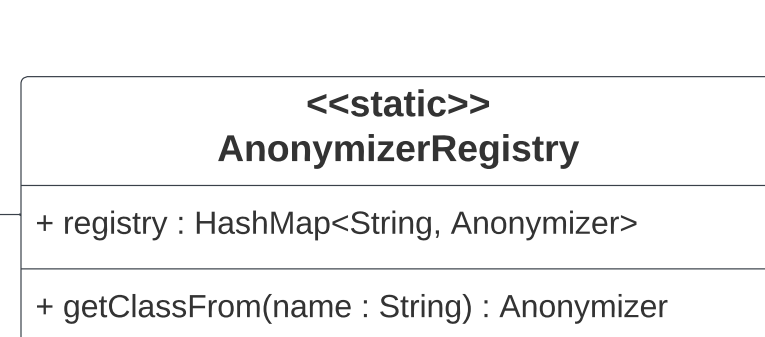 <<static>>
AnonymizerRegistry
+ registry : HashMap<String, Anonymizer>
+ getClassFrom(name : String) : Anonymizer